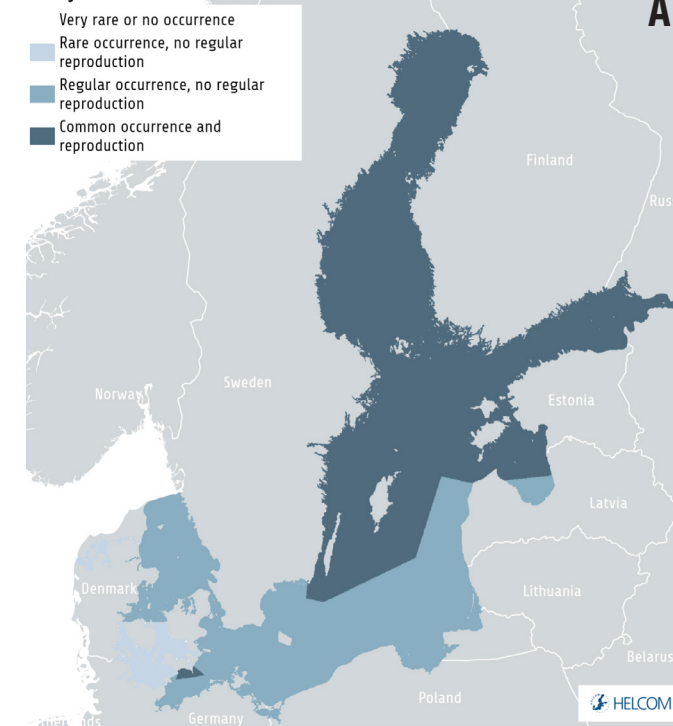 Very rare or no occurrence
Rare occurrence, no regular
reproduction
Regular occurrence, no regular
reproduction
Common occurrence and
reproduction
A
Finland
Rus
Norway
Sweden
Estonia
Latvia
Denmark
Lithuania
Belarus
Poland
Germany
HELCOM